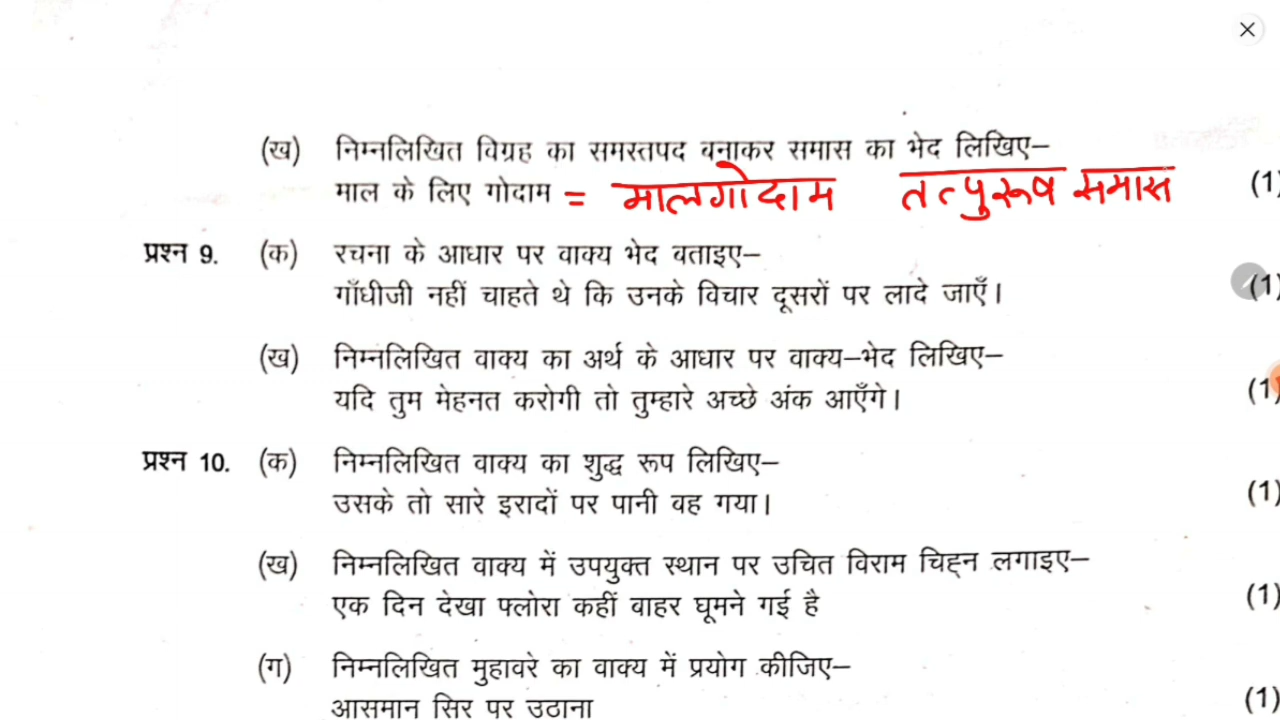 (ख) निम्नलिखित विग्रह का समस्तपद बनाकर समास का भेद लिखिए–
माल के लिए गोदाम = मालगोदाम तत्पुरूष समास (1)
प्रश्न 9. (क) रचना के आधार पर वाक्य भेद बताइए–
गाँधीजी नहीं चाहते थे कि उनके विचार दूसरों पर लादे जाएँ। (1)
(ख) निम्नलिखित वाक्य का अर्थ के आधार पर वाक्य–भेद लिखिए–
यदि तुम मेहनत करोगी तो तुम्हारे अच्छे अंक आएँगे। (1)
प्रश्न 10. (क) निम्नलिखित वाक्य का शुद्ध रूप लिखिए–
उसके तो सारे इरादों पर पानी वह गया। (1)
(ख) निम्नलिखित वाक्य में उपयुक्त स्थान पर उचित विराम चिह्न लगाइए–
एक दिन देखा फ्लोरा कहीं बाहर घूमने गई है (1)
(ग) निम्नलिखित मुहावरे का वाक्य में प्रयोग कीजिए–
आसमान सिर पर उठाना (1)